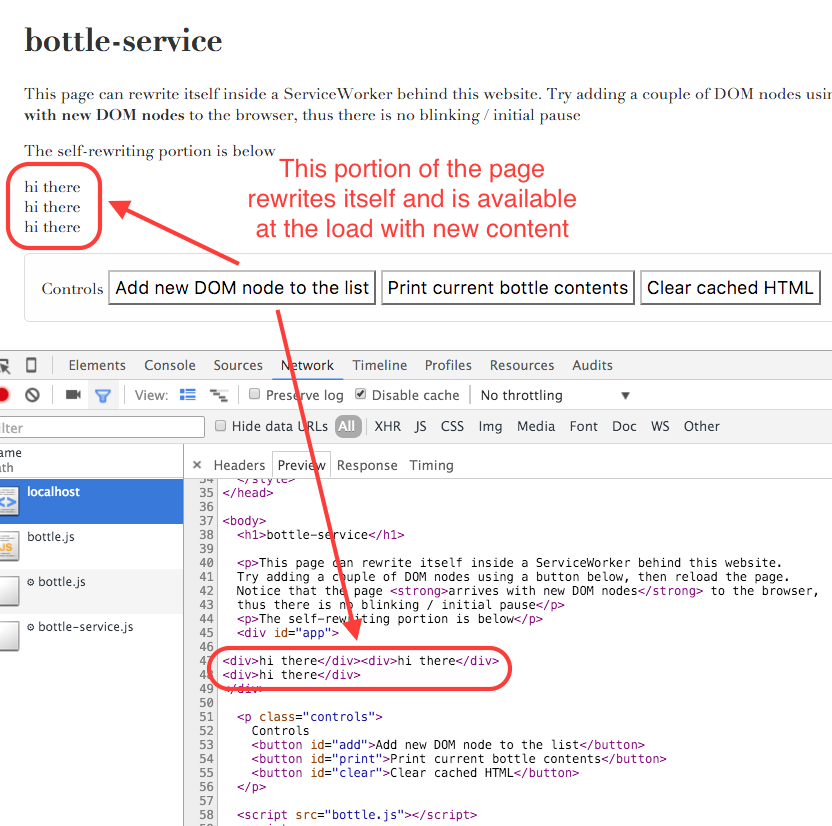 bottle-service
This page can rewrite itself inside a ServiceWorker behind this website. Try adding a couple of DOM nodes usin
with new DOM nodes to the browser, thus there is no blinking / initial pause
The self-rewriting portion is below
This portion of the page
rewrites itself and is available
at the load with new content
hi there
hi there
hi there
Controls Add new DOM node to the list Print current bottle contents Clear cached HTML
Elements Console Sources Network Timeline Profiles Resources Audits
View: Preserve log Disable cache No throttling
ilter Hide data URLs All XHR JS CSS Img Media Font Doc WS Other
ame
ath
× Headers Preview Response Timing
localhost
bottle.js
bottle.js
bottle-service.js
34 </style>
35 </head>
36
37 <body>
38 <h1>bottle-service</h1>
39
40 <p>This page can rewrite itself inside a ServiceWorker behind this website.
41 Try adding a couple of DOM nodes using a button below, then reload the page.
42 Notice that the page <strong>arrives with new DOM nodes</strong> to the browser,
43 thus there is no blinking / initial pause</p>
44 <p>The self-rewriting portion is below</p>
45 <div id="app">
46
47 <div>hi there</div><div>hi there</div>
48 <div>hi there</div>
49 </div>
50
51 <p class="controls">
52 Controls
53 <button id="add">Add new DOM node to the list</button>
54 <button id="print">Print current bottle contents</button>
55 <button id="clear">Clear cached HTML</button>
56 </p>
57
58 <script src="bottle.js"></script>